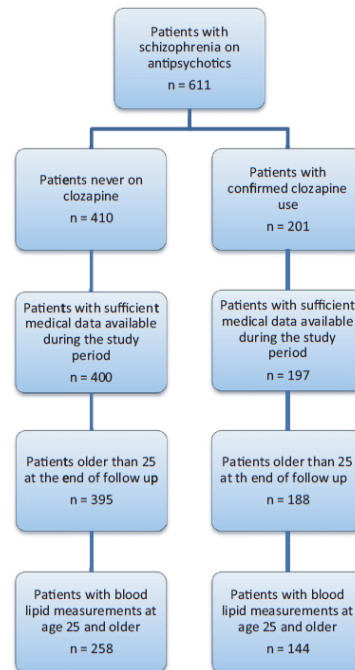 Patients with
schizophrenia on
antipsychotics
n = 611
Patients never on
clozapine
n = 410
Patients with
confirmed clozapine
use
n = 201
Patients with sufficient
medical data available
during the study
period
n = 400
Patients with sufficient
medical data available
during the study
period
n = 197
Patients older than 25
at the end of follow up
n = 395
Patients older than 25
at th end of follow up
n = 188
Patients with blood
lipid measurements at
age 25 and older
n = 258
Patients with blood
lipid measurements at
age 25 and older
n = 144